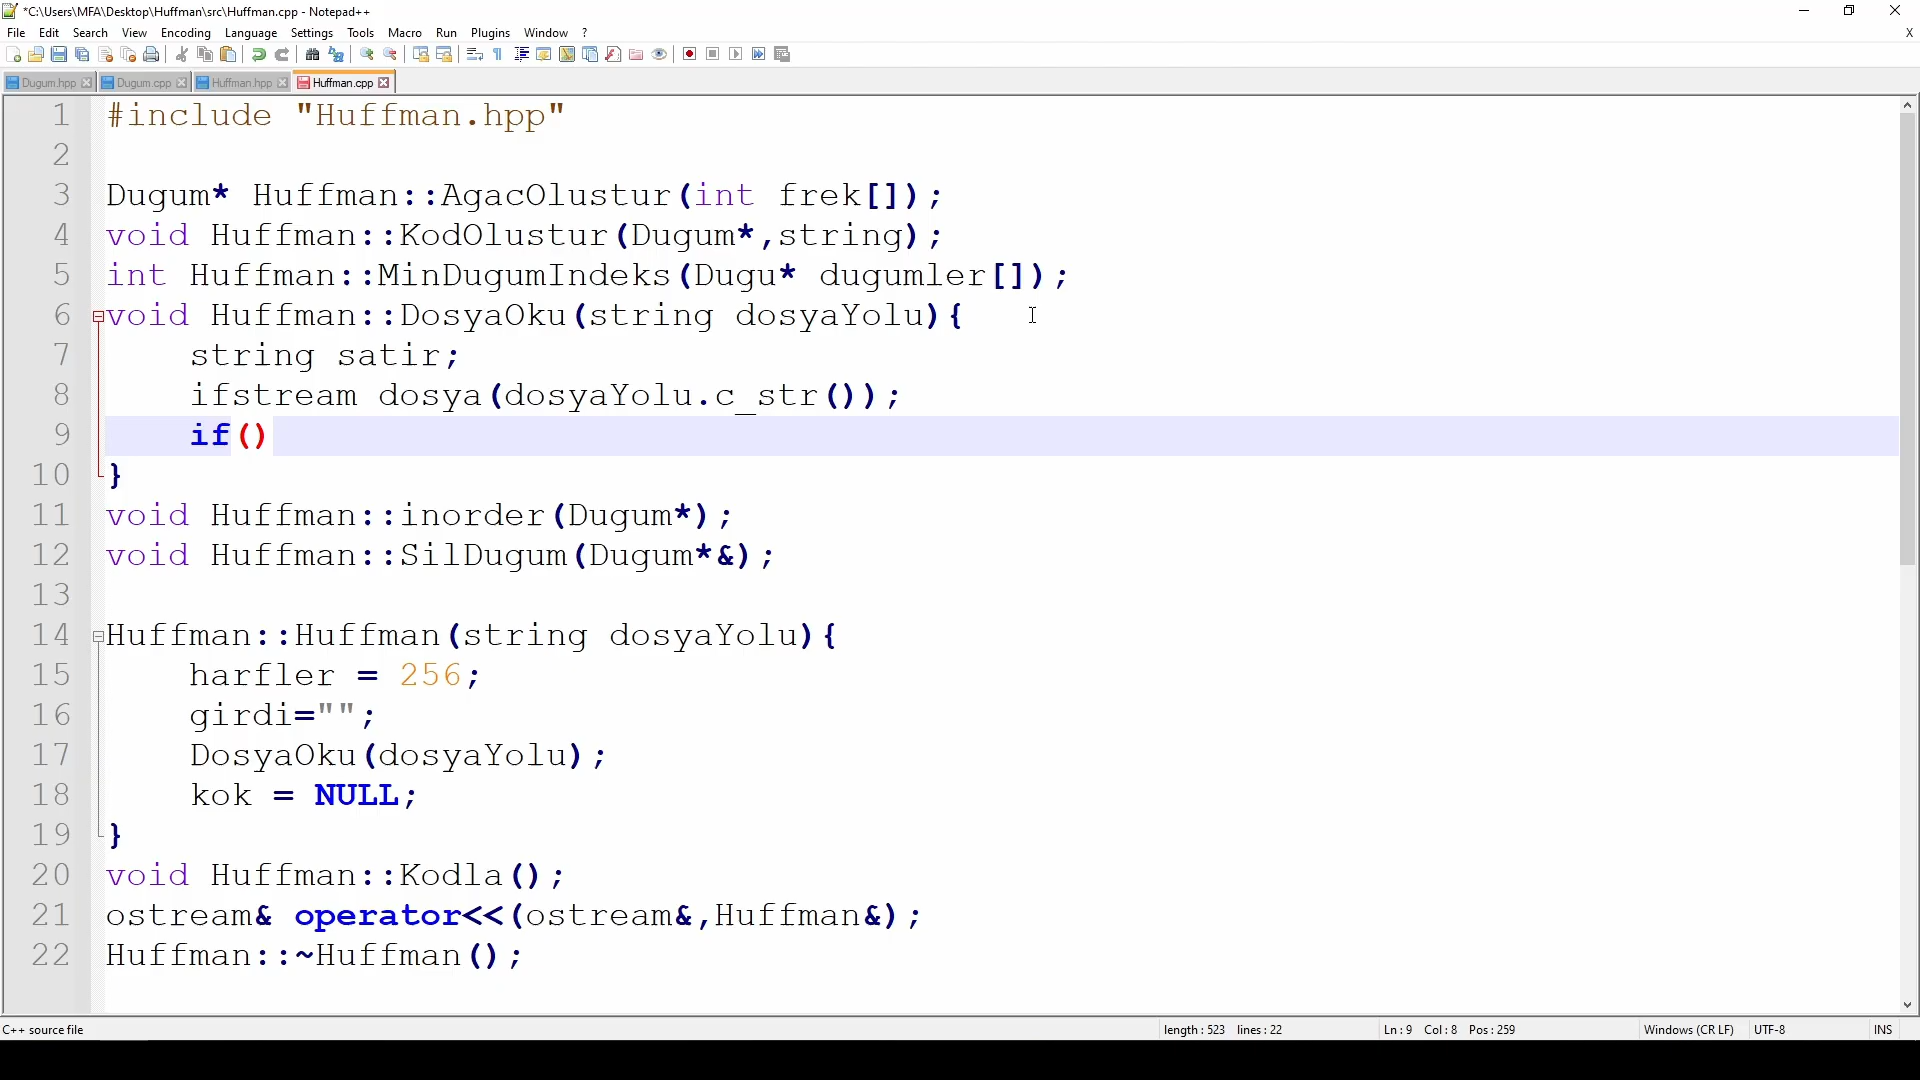 *C:\Users\MFA\Desktop\Huffman\src\Huffman.cpp - Notepad++
File Edit Search View Encoding Language Settings Tools Macro Run Plugins Window ? X
Dugum.hpp Dugum.cpp Huffman.hpp Huffman.cpp
1 #include "Huffman.hpp"
2
3 Dugum* Huffman::AgacOlustur(int frek[]);
4 void Huffman::KodOlustur(Dugum*,string);
5 int Huffman::MinDugumIndeks(Dugu* dugumler[]);
6 void Huffman::DosyaOku(string dosyaYolu){
7 string satir;
8 ifstream dosya(dosyaYolu.c_str());
9 if()
10 }
11 void Huffman::inorder(Dugum*);
12 void Huffman::SilDugum(Dugum*&);
13
14 Huffman::Huffman(string dosyaYolu){
15 harfler = 256;
16 girdi="";
17 DosyaOku(dosyaYolu);
18 kok = NULL;
19 }
20 void Huffman::Kodla();
21 ostream& operator<<(ostream&,Huffman&);
22 Huffman::~Huffman();
C++ source file length : 523 lines : 22 Ln : 9 Col : 8 Pos : 259 Windows (CR LF) UTF-8 INS